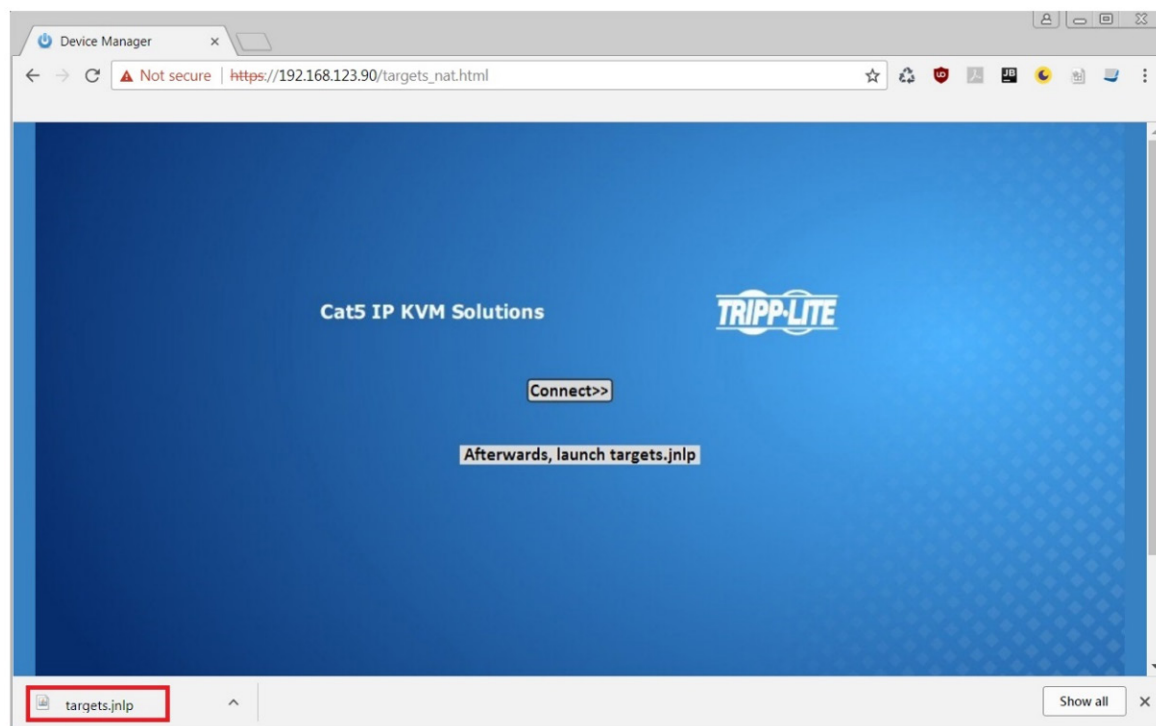 Device Manager
Not secure | https://192.168.123.90/targets_nat.html
Cat5 IP KVM Solutions
TRIPP·LITE
Connect>>
Afterwards, launch targets.jnlp
targets.jnlp
Show all